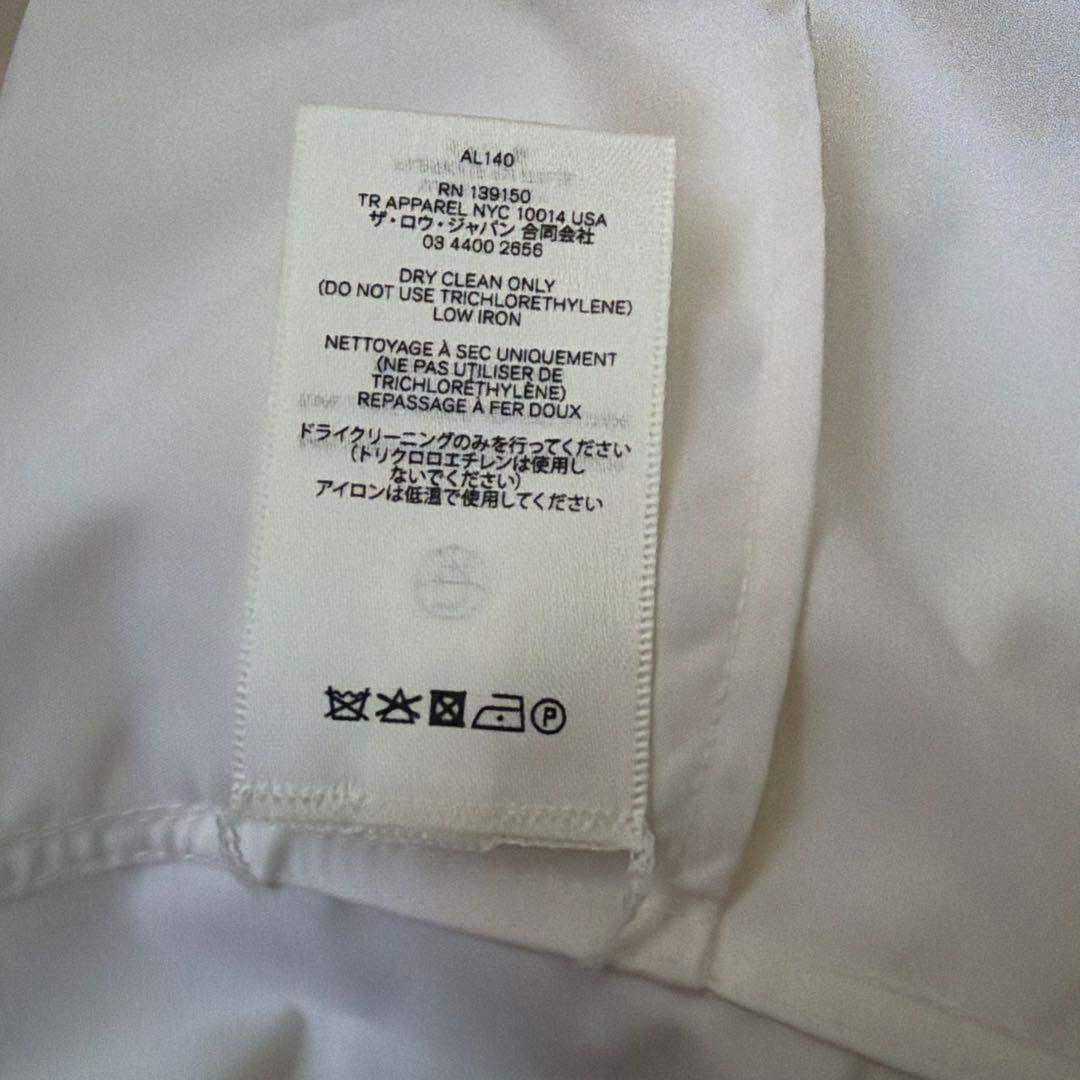 AL140
RN 139150
TR APPAREL NYC 10014 USA
ザ・ロウ・ジャパン 合同会社
03 4400 2656
DRY CLEAN ONLY
(DO NOT USE TRICHLORETHYLENE)
LOW IRON
NETTOYAGE À SEC UNIQUEMENT
(NE PAS UTILISER DE
TRICHLORÉTHYLÈNE)
REPASSAGE À FER DOUX
ドライクリーニングのみを行ってください
(トリクロロエチレンは使用し
ないでください)
アイロンは低温で使用してください
P